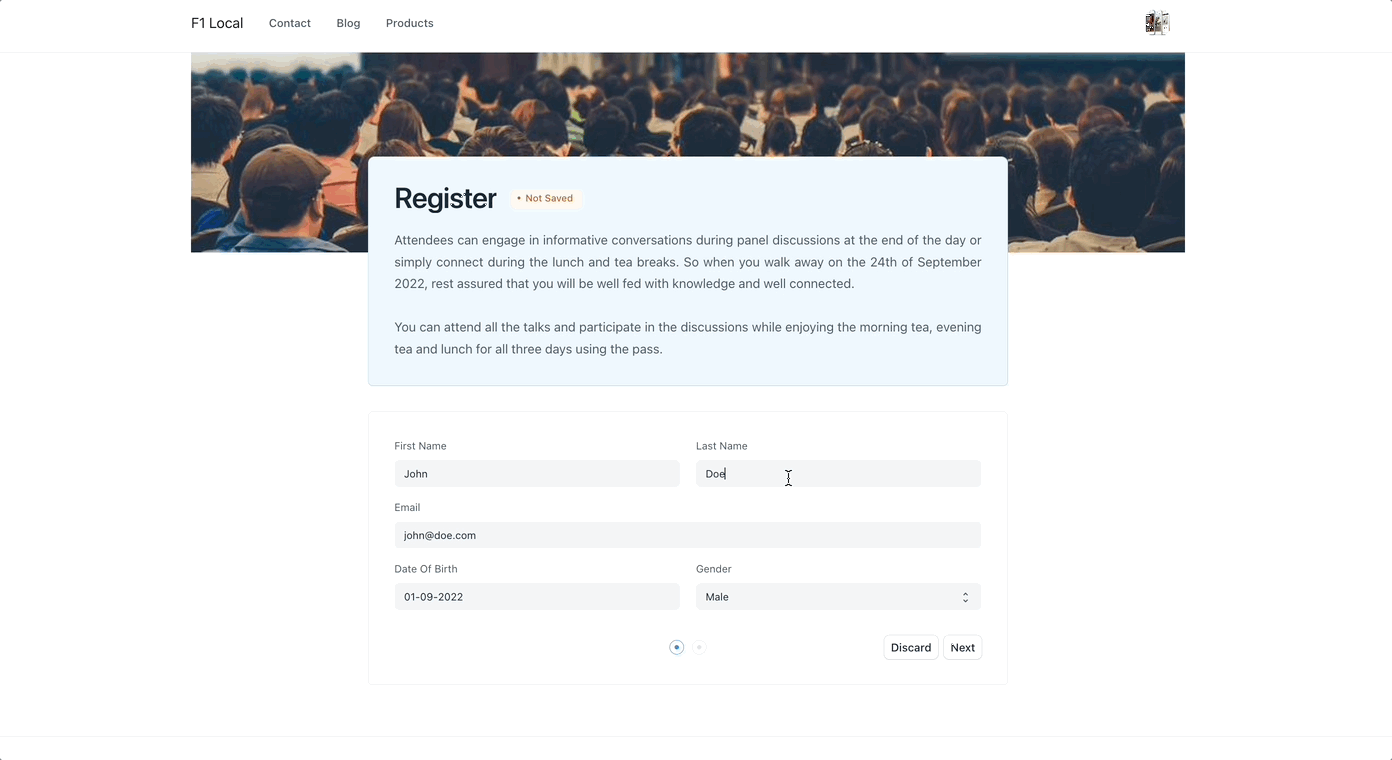 F1 Local Contact Blog Products
Register • Not Saved
Attendees can engage in informative conversations during panel discussions at the end of the day or
simply connect during the lunch and tea breaks. So when you walk away on the 24th of September
2022, rest assured that you will be well fed with knowledge and well connected.
You can attend all the talks and participate in the discussions while enjoying the morning tea, evening
tea and lunch for all three days using the pass.
First Name Last Name
John Doe
Email
john@doe.com
Date Of Birth Gender
01-09-2022 Male
Discard Next